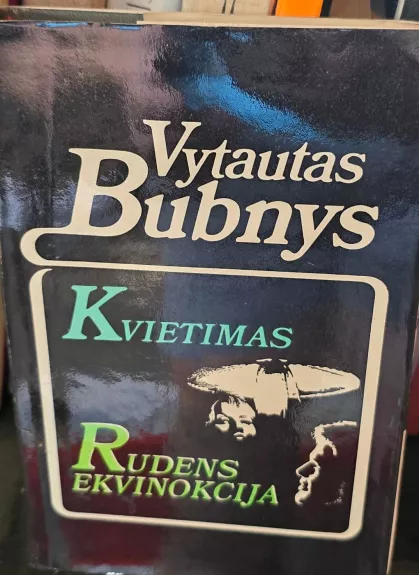 Vytautas
Bubnys
KVIETIMAS
RUDENS
EKVINOKCIJA